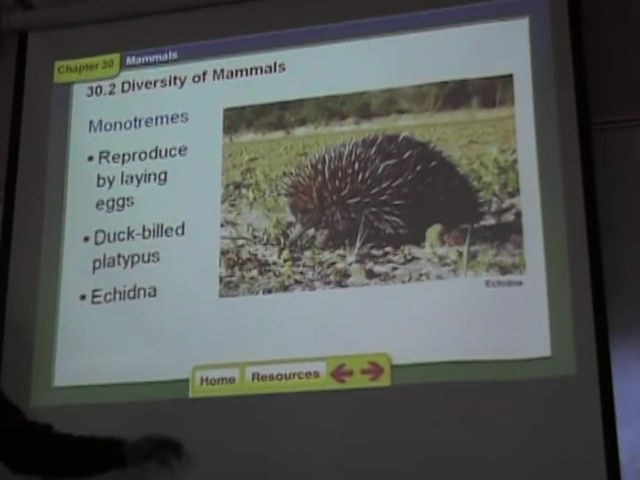 Chapter 30 Mammals
30.2 Diversity of Mammals
Monotremes
▪ Reproduce
by laying
eggs
▪ Duck-billed
platypus
▪ Echidna
Echidna
Home Resources